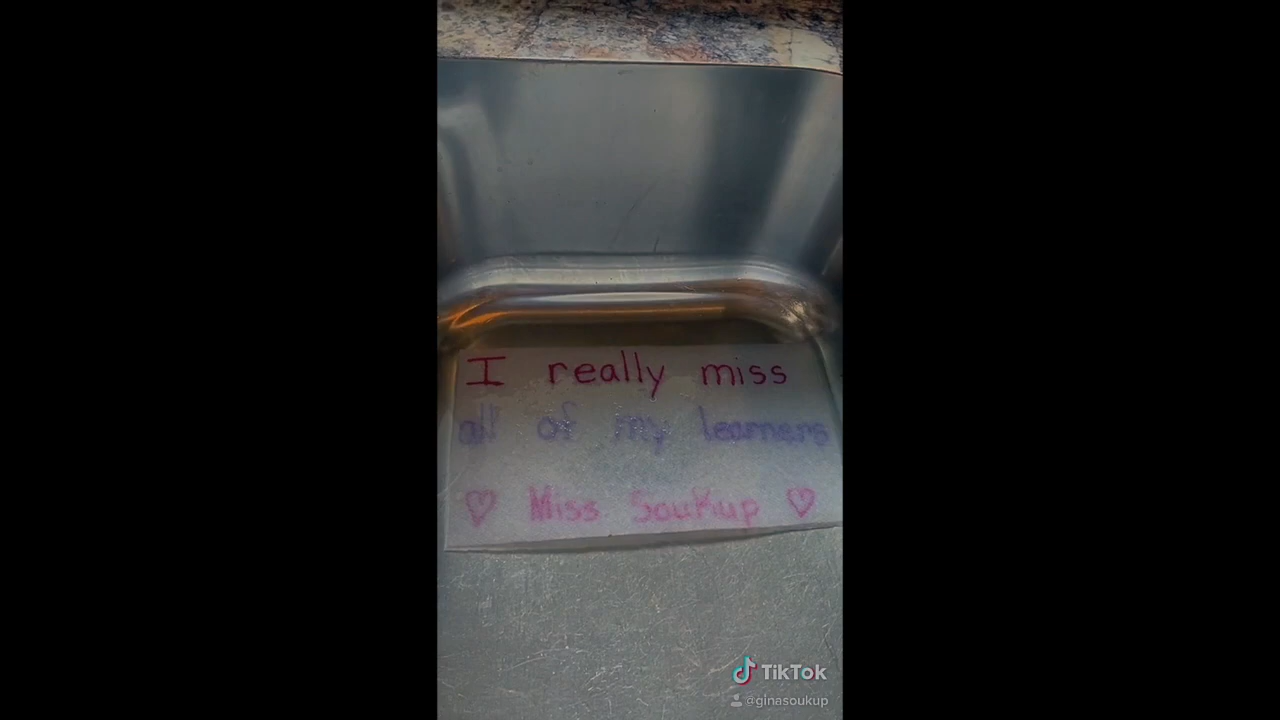 I really miss
all of my learners
♡ Miss Soukup ♡
TikTok
@ginasoukup